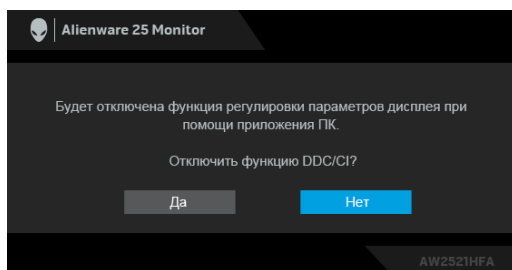 Alienware 25 Monitor
Будет отключена функция регулировки параметров дисплея при
помощи приложения ПК.
Отключить функцию DDC/CI?
Да
Нет
AW2521HFA